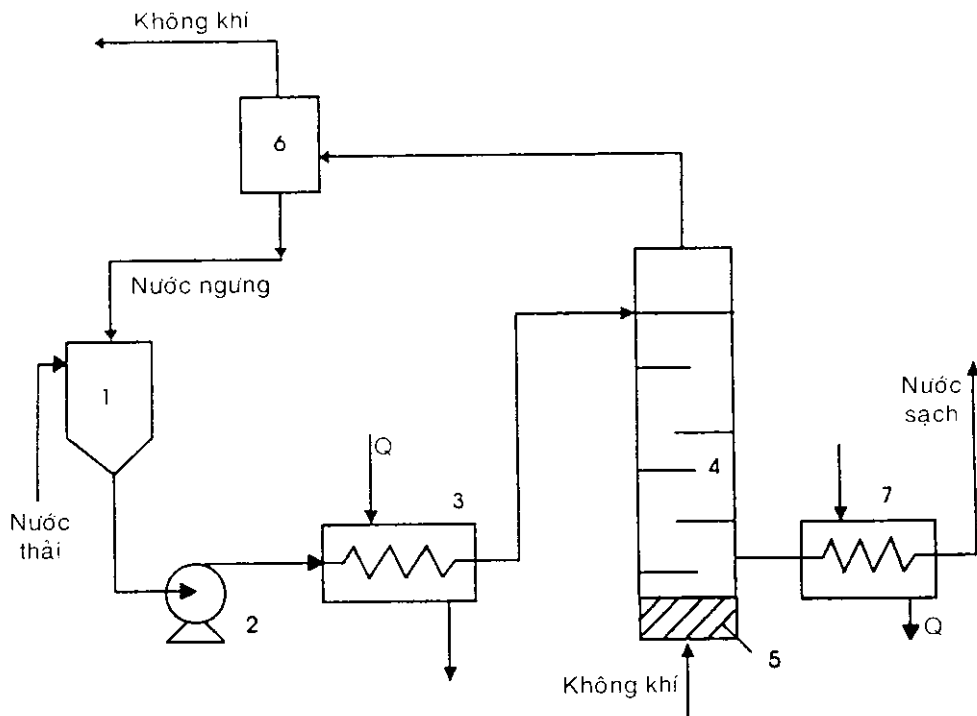 Không khí
6
Nước ngưng
1
Nước
thải
2
Q
3
4
5
Không khí
7
Nước
sạch
Q